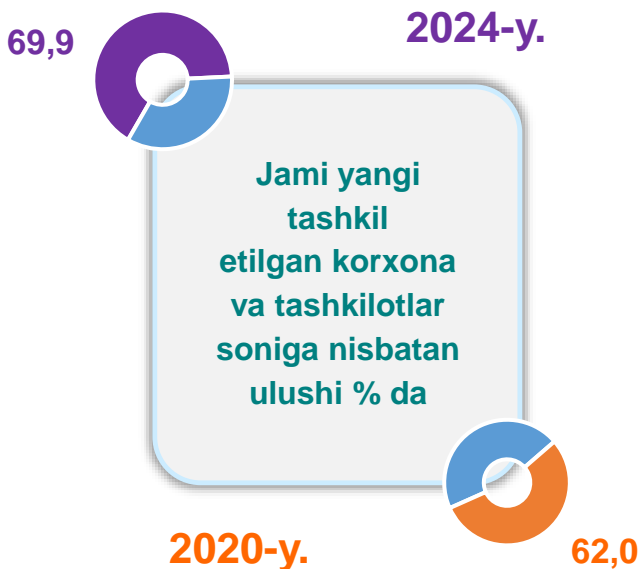 69,9
2024-y.
Jami yangi
tashkil
etilgan korxona
va tashkilotlar
soniga nisbatan
ulushi % da
2020-y.
62,0